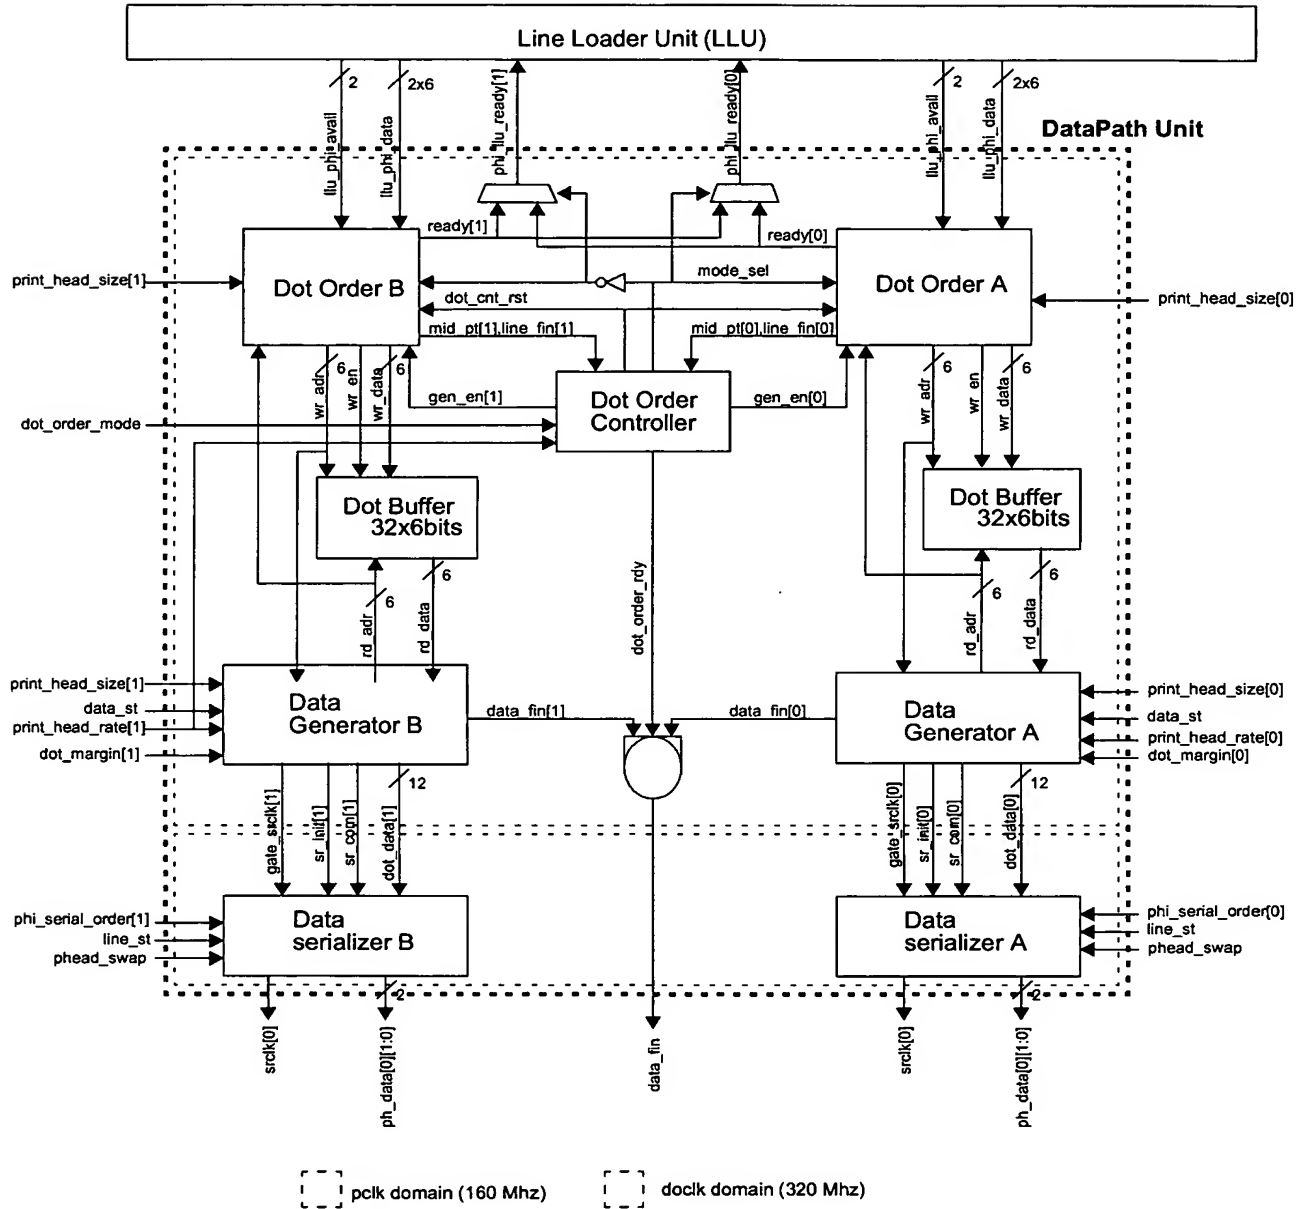 Line Loader Unit (LLU)
2
2x6
2
2x6
llu_phi_avail
llu_phi_data
phi_llu_ready[1]
phi_llu_ready[0]
llu_phi_avail
llu_phi_data
DataPath Unit
ready[1]
ready[0]
print_head_size[1]
Dot Order B
mode_sel
Dot Order A
print_head_size[0]
dot_cnt_rst
mid_pt[1],line_fin[1]
mid_pt[0],line_fin[0]
6
6
6
6
wr_adr
wr_en
wr_data
gen_en[1]
Dot Order
Controller
gen_en[0]
wr_adr
wr_en
wr_data
dot_order_mode
Dot Buffer
32x6bits
Dot Buffer
32x6bits
6
6
6
6
rd_adr
rd_data
dot_order_rdy
rd_adr
rd_data
print_head_size[1]
data_st
print_head_rate[1]
dot_margin[1]
Data
Generator B
data_fin[1]
data_fin[0]
Data
Generator A
print_head_size[0]
data_st
print_head_rate[0]
dot_margin[0]
12
12
gate_srclk[1]
sr_init[1]
sr_com[1]
dot_data[1]
gate_srclk[0]
sr_init[0]
sr_com[0]
dot_data[0]
phi_serial_order[1]
line_st
phead_swap
Data
serializer B
Data
serializer A
phi_serial_order[0]
line_st
phead_swap
2
2
srclk[0]
ph_data[0][1:0]
data_fin
srclk[0]
ph_data[0][1:0]
pclk domain (160 Mhz)
doclk domain (320 Mhz)